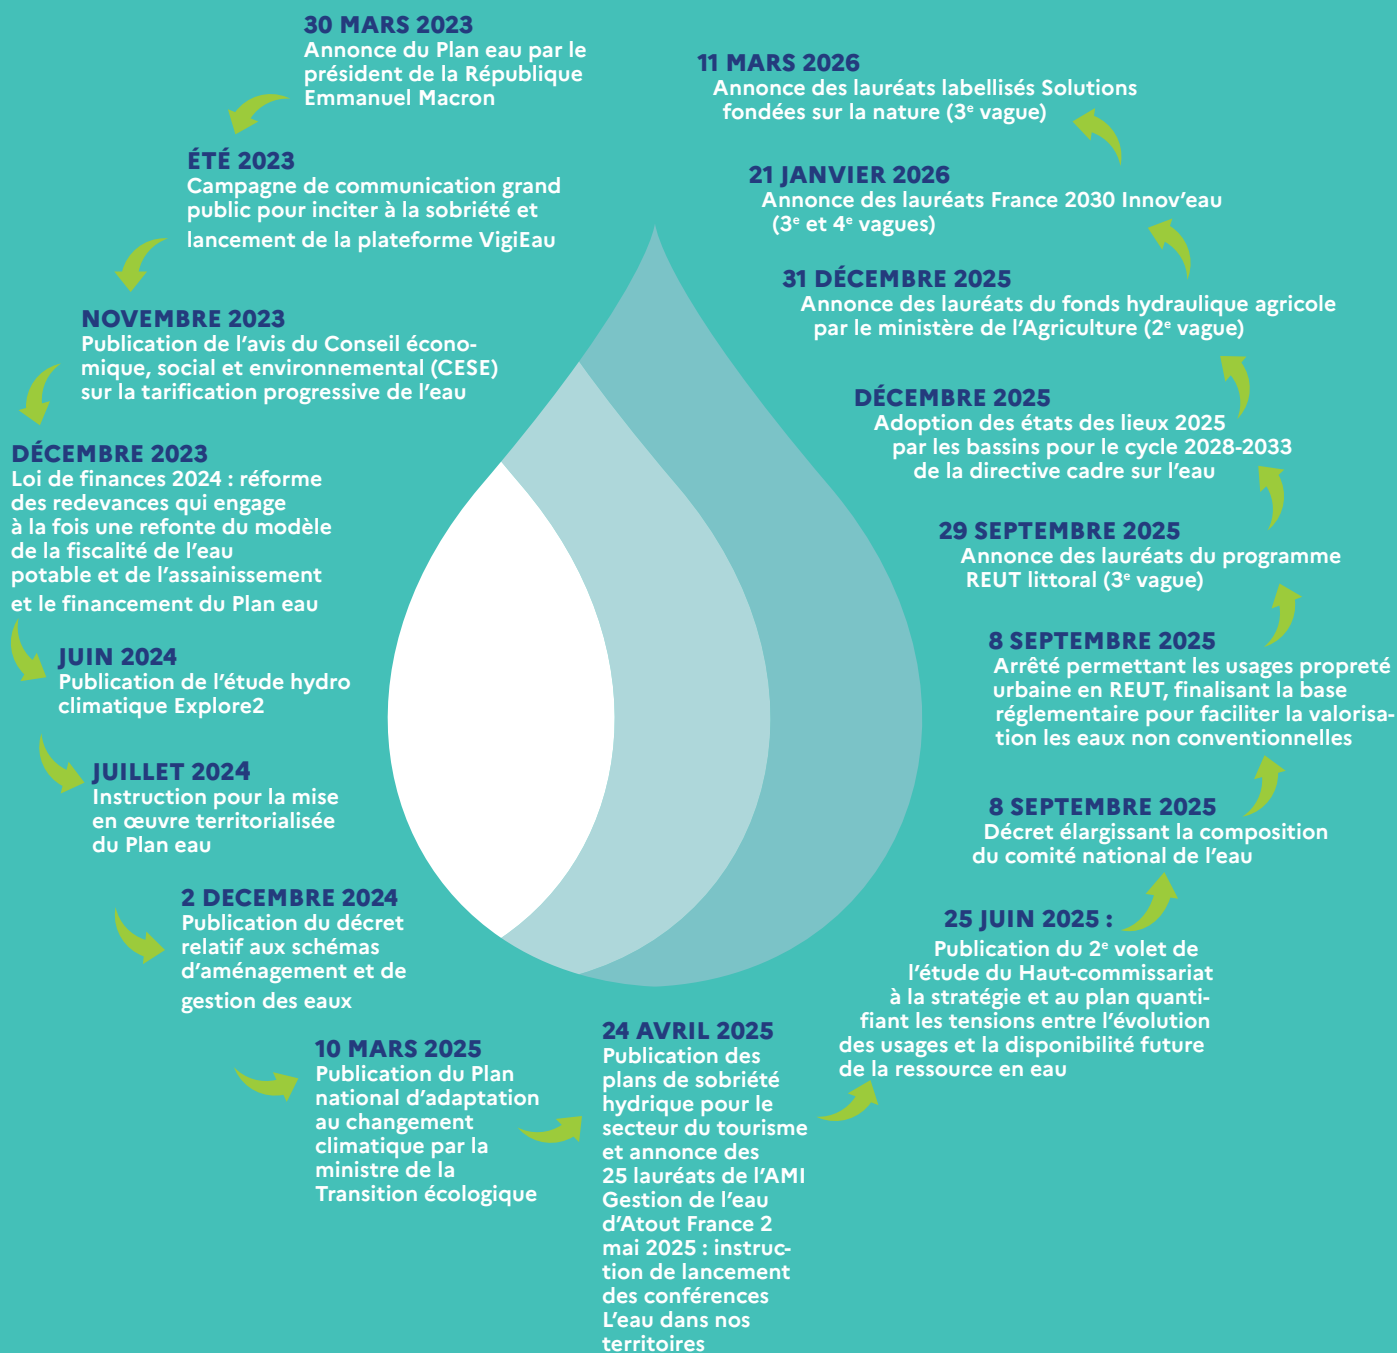 30 MARS 2023
Annonce du Plan eau par le
président de la République
Emmanuel Macron
ÉTÉ 2023
Campagne de communication grand
public pour inciter à la sobriété et
lancement de la plateforme VigiEau
NOVEMBRE 2023
Publication de l’avis du Conseil écono-
mique, social et environnemental (CESE)
sur la tarification progressive de l’eau
DÉCEMBRE 2023
Loi de finances 2024 : réforme
des redevances qui engage
à la fois une refonte du modèle
de la fiscalité de l’eau
potable et de l’assainissement
et le financement du Plan eau
JUIN 2024
Publication de l’étude hydro
climatique Explore2
JUILLET 2024
Instruction pour la mise
en œuvre territorialisée
du Plan eau
2 DECEMBRE 2024
Publication du décret
relatif aux schémas
d’aménagement et de
gestion des eaux
10 MARS 2025
Publication du Plan
national d’adaptation
au changement
climatique par la
ministre de la
Transition écologique
24 AVRIL 2025
Publication des
plans de sobriété
hydrique pour le
secteur du tourisme
et annonce des
25 lauréats de l’AMI
Gestion de l’eau
d’Atout France 2
mai 2025 : instruc-
tion de lancement
des conférences
L’eau dans nos
territoires
25 JUIN 2025 :
Publication du 2e volet de
l’étude du Haut-commissariat
à la stratégie et au plan quanti-
fiant les tensions entre l’évolution
des usages et la disponibilité future
de la ressource en eau
8 SEPTEMBRE 2025
Décret élargissant la composition
du comité national de l’eau
8 SEPTEMBRE 2025
Arrêté permettant les usages propreté
urbaine en REUT, finalisant la base
réglementaire pour faciliter la valorisa-
tion les eaux non conventionnelles
29 SEPTEMBRE 2025
Annonce des lauréats du programme
REUT littoral (3e vague)
DÉCEMBRE 2025
Adoption des états des lieux 2025
par les bassins pour le cycle 2028-2033
de la directive cadre sur l’eau
31 DÉCEMBRE 2025
Annonce des lauréats du fonds hydraulique agricole
par le ministère de l’Agriculture (2e vague)
21 JANVIER 2026
Annonce des lauréats France 2030 Innov’eau
(3e et 4e vagues)
11 MARS 2026
Annonce des lauréats labellisés Solutions
fondées sur la nature (3e vague)